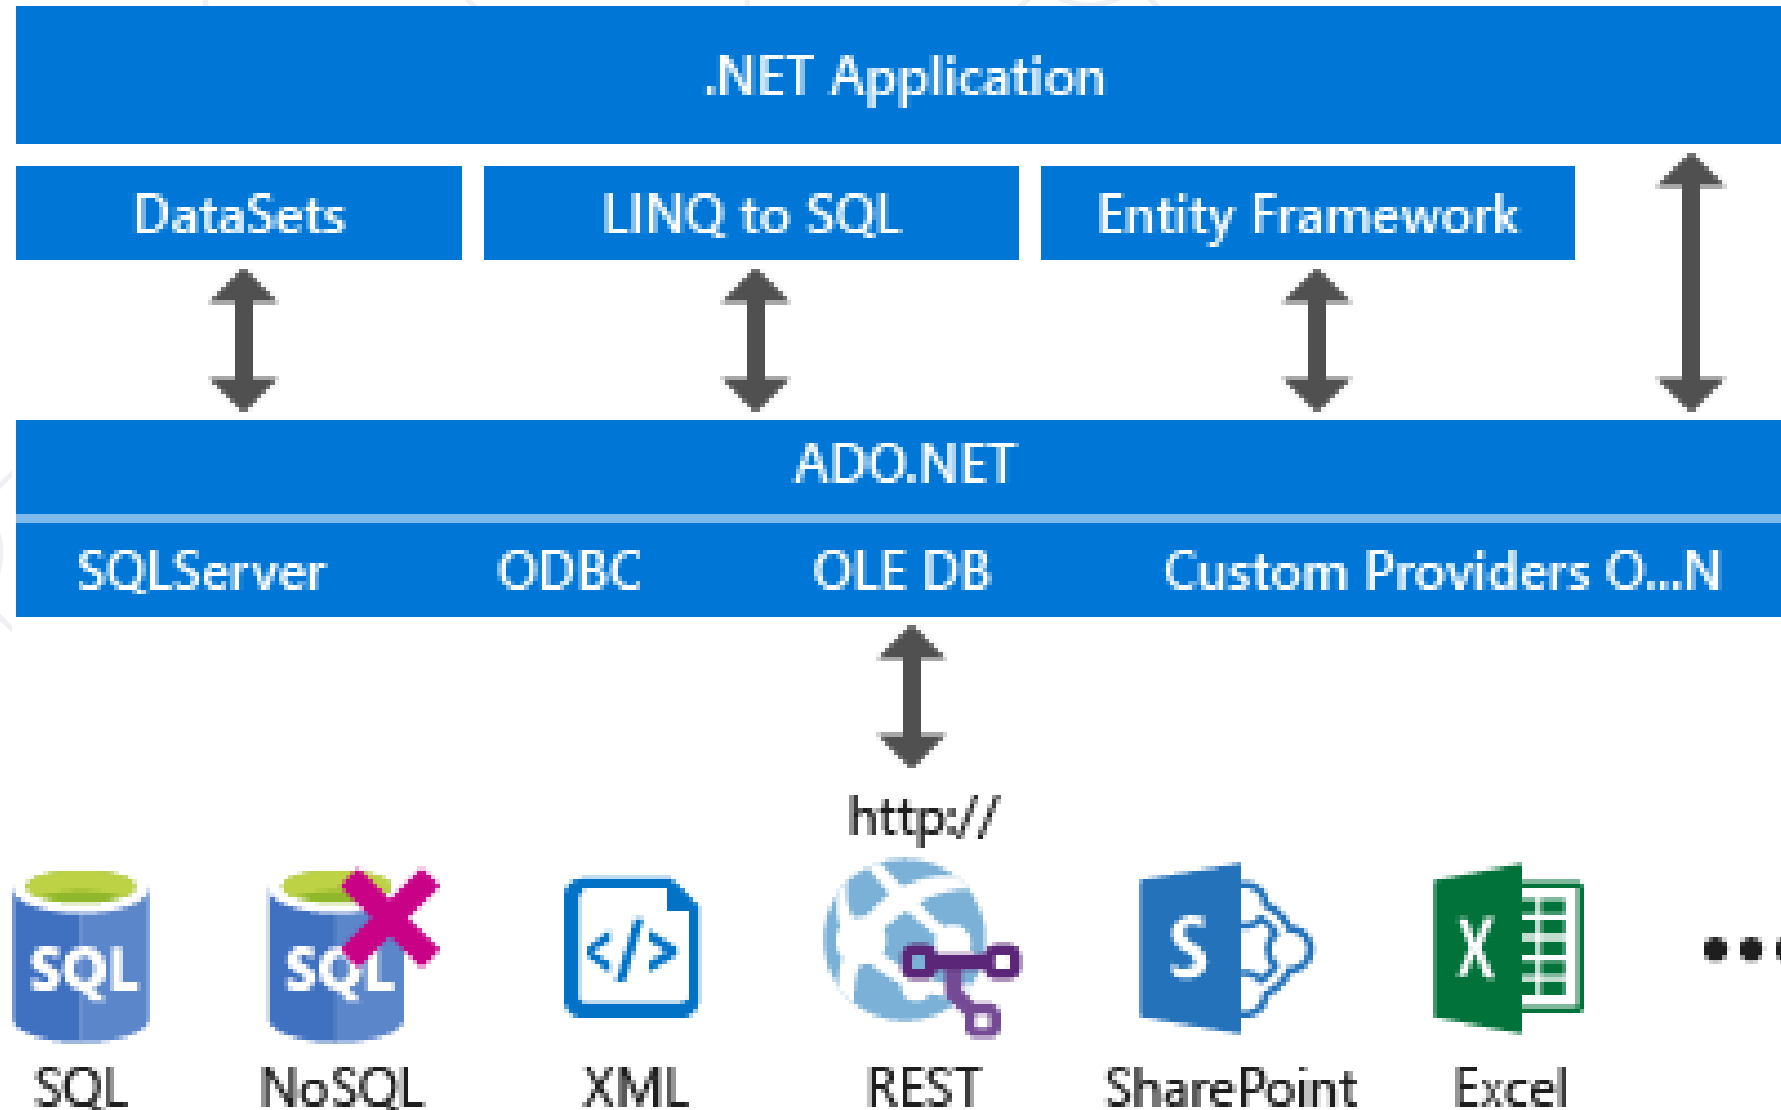 .NET Application
DataSets
LINQ to SQL
Entity Framework
ADO.NET
SQLServer
ODBC
OLE DB
Custom Providers O...N
http://
SQL
SQL
</>
S
X
...
SQL
NoSQL
XML
REST
SharePoint
Excel